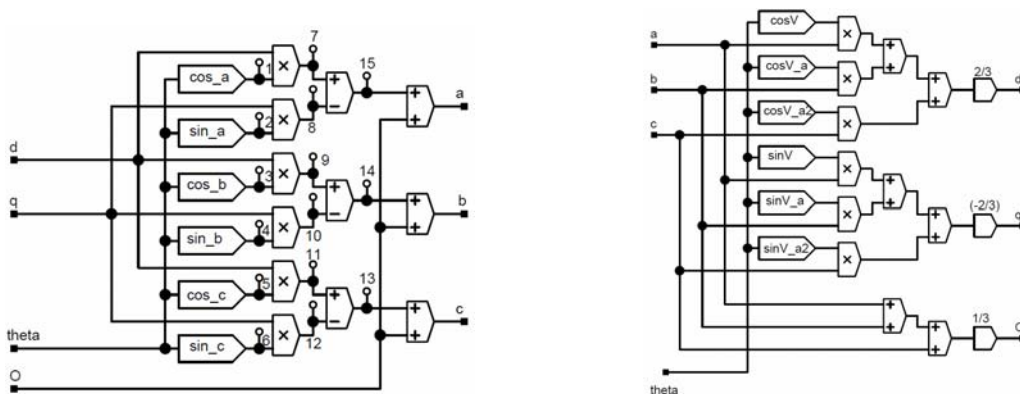 7
15
cos_a
1
×
+
+
a
−
+
2
8
sin_a
×
d
9
14
cos_b
3
×
+
+
b
q
−
+
4
10
sin_b
×
11
13
cos_c
5
×
+
+
c
−
+
theta
6
12
sin_c
×
O
cosV
a
×
+
+
cosV_a
b
×
+
+
2/3
d
cosV_a2
c
×
sinV
×
+
+
sinV_a
×
+
+
(-2/3)
q
sinV_a2
×
+
+
+
+
1/3
theta